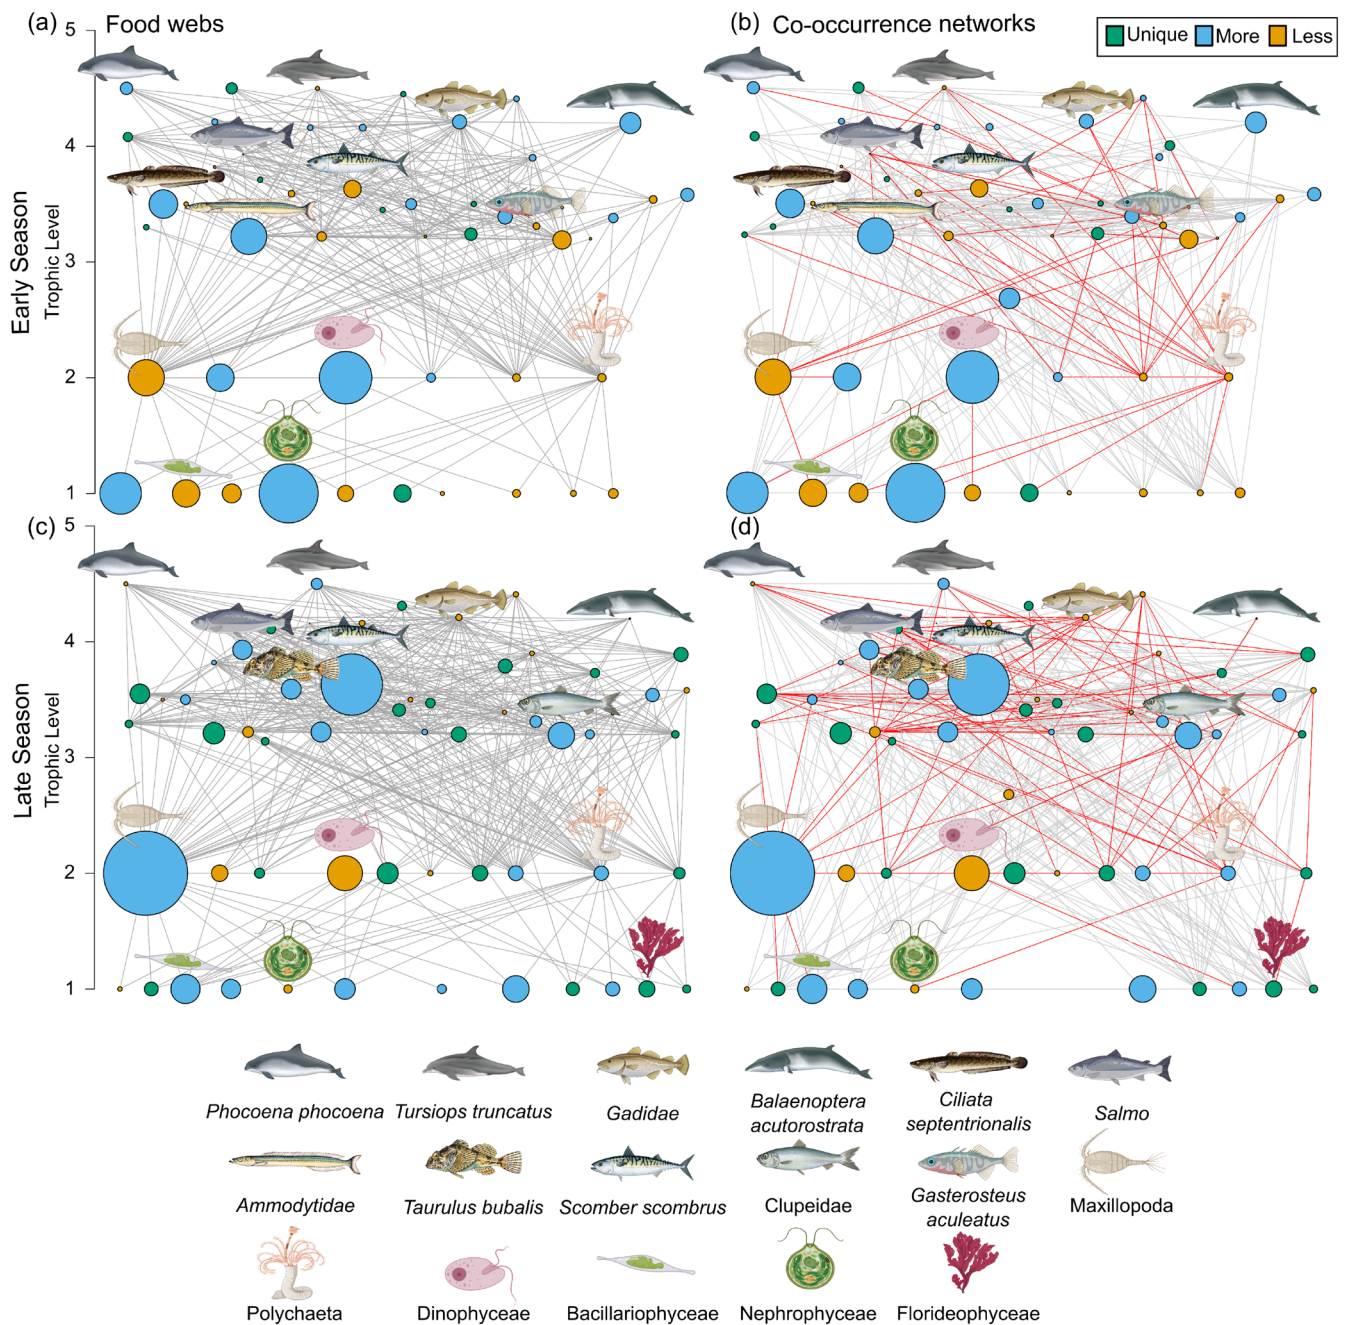 (a) Food webs
(b) Co-occurrence networks
Unique More Less
Early Season
Trophic Level
5
4
3
2
1
(c)
(d)
Late Season
Trophic Level
5
4
3
2
1
Phocoena phocoena
Tursiops truncatus
Gadidae
Balaenoptera
acutorostrata
Ciliata
septentrionalis
Salmo
Ammodytidae
Taurulus bubalis
Scomber scombrus
Clupeidae
Gasterosteus
aculeatus
Maxillopoda
Polychaeta
Dinophyceae
Bacillariophyceae
Nephrophyceae
Florideophyceae